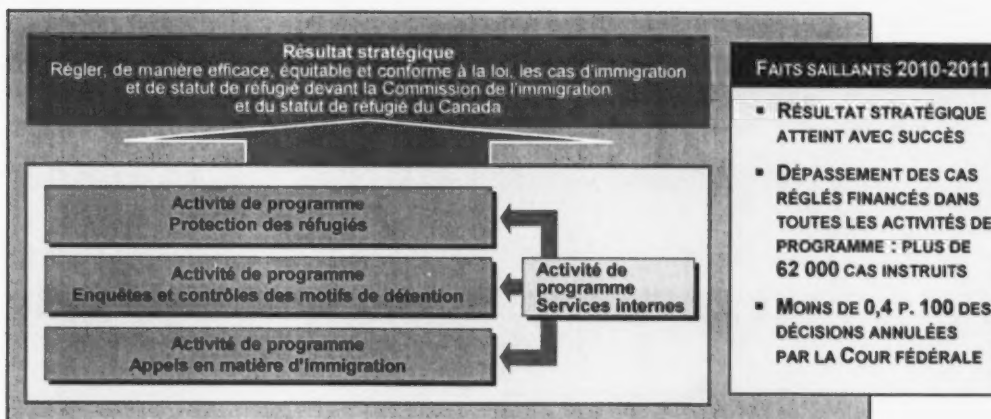 Résultat stratégique
Régler, de manière efficace, équitable et conforme à la loi, les cas d'immigration
et de statut de réfugié devant la Commission de l'immigration
et du statut de réfugié du Canada
Activité de programme
Protection des réfugiés
Activité de programme
Enquêtes et contrôles des motifs de détention
Activité de programme
Appels en matière d'immigration
Activité de
programme
Services internes
FAITS SAILLANTS 2010-2011
▪ RÉSULTAT STRATÉGIQUE
ATTEINT AVEC SUCCÈS
▪ DÉPASSEMENT DES CAS
RÉGLÉS FINANCÉS DANS
TOUTES LES ACTIVITÉS DE
PROGRAMME : PLUS DE
62 000 CAS INSTRUITS
▪ MOINS DE 0,4 P. 100 DES
DÉCISIONS ANNULÉES
PAR LA COUR FÉDÉRALE